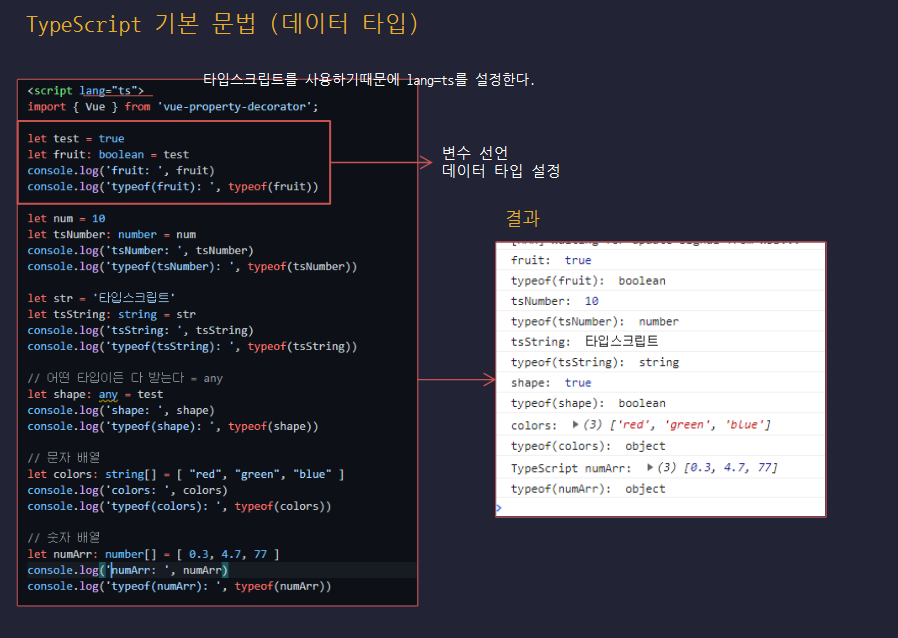 TypeScript 기본 문법 (데이터 타입)
타입스크립트를 사용하기때문에 lang=ts를 설정한다.
<script lang="ts">
import { Vue } from 'vue-property-decorator';
let test = true
let fruit: boolean = test
console.log('fruit: ', fruit)
console.log('typeof(fruit): ', typeof(fruit))
변수 선언
데이터 타입 설정
let num = 10
let tsNumber: number = num
console.log('tsNumber: ', tsNumber)
console.log('typeof(tsNumber): ', typeof(tsNumber))
let str = '타입스크립트'
let tsString: string = str
console.log('tsString: ', tsString)
console.log('typeof(tsString): ', typeof(tsString))
// 어떤 타입이든 다 받는다 = any
let shape: any = test
console.log('shape: ', shape)
console.log('typeof(shape): ', typeof(shape))
// 문자 배열
let colors: string[] = [ "red", "green", "blue" ]
console.log('colors: ', colors)
console.log('typeof(colors): ', typeof(colors))
// 숫자 배열
let numArr: number[] = [ 0.3, 4.7, 77 ]
console.log('numArr: ', numArr)
console.log('typeof(numArr): ', typeof(numArr))
결과
fruit: true
typeof(fruit): boolean
tsNumber: 10
typeof(tsNumber): number
tsString: 타입스크립트
typeof(tsString): string
shape: true
typeof(shape): boolean
colors: ▶(3) ['red', 'green', 'blue']
typeof(colors): object
TypeScript numArr: ▶(3) [0.3, 4.7, 77]
typeof(numArr): object
>